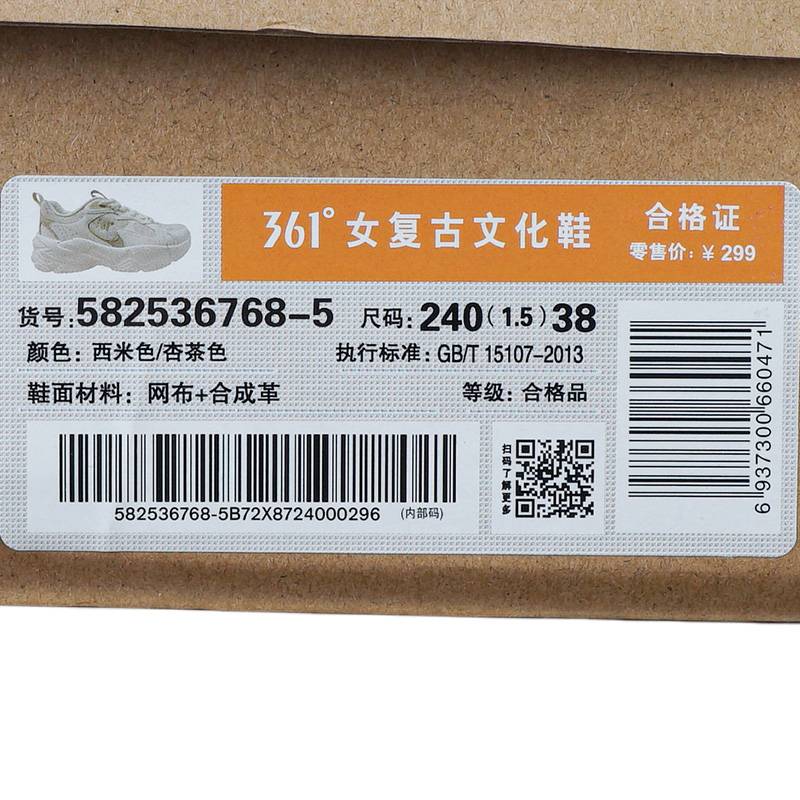 361° 女复古文化鞋
合格证
零售价：¥ 299
货号:582536768-5 尺码:240(1.5)38
颜色：西米色/杏茶色 执行标准：GB/T 15107-2013
鞋面材料：网布+合成革 等级：合格品
582536768-5B72X8724000296 (内部码)
扫码了解更多
6 937300 660471